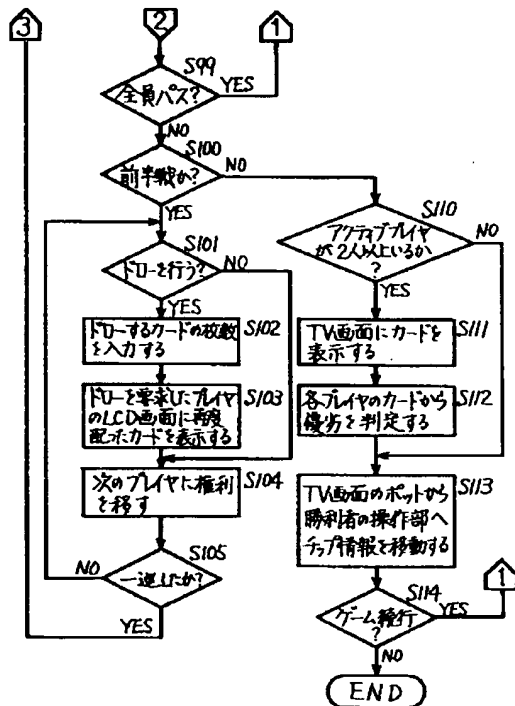 3
2
1
S99
全員パス?
YES
NO
S100
前半戦か?
NO
YES
S101
ドローを行う?
NO
YES
S102
ドローするカードの枚数
を入力する
S103
ドローを要求したプレイヤ
のLCD画面に再度
配ったカードを表示する
S104
次のプレイヤに権利
を移す
S105
一巡したか?
NO
YES
S110
アクティブプレイヤ
が2人以上いるか
?
NO
YES
S111
TV画面にカードを
表示する
S112
各プレイヤのカードから
優劣を判定する
S113
TV画面のポットから
勝利者の操作部へ
チップ情報を移動する
S114
ゲーム続行
?
YES
1
NO
END